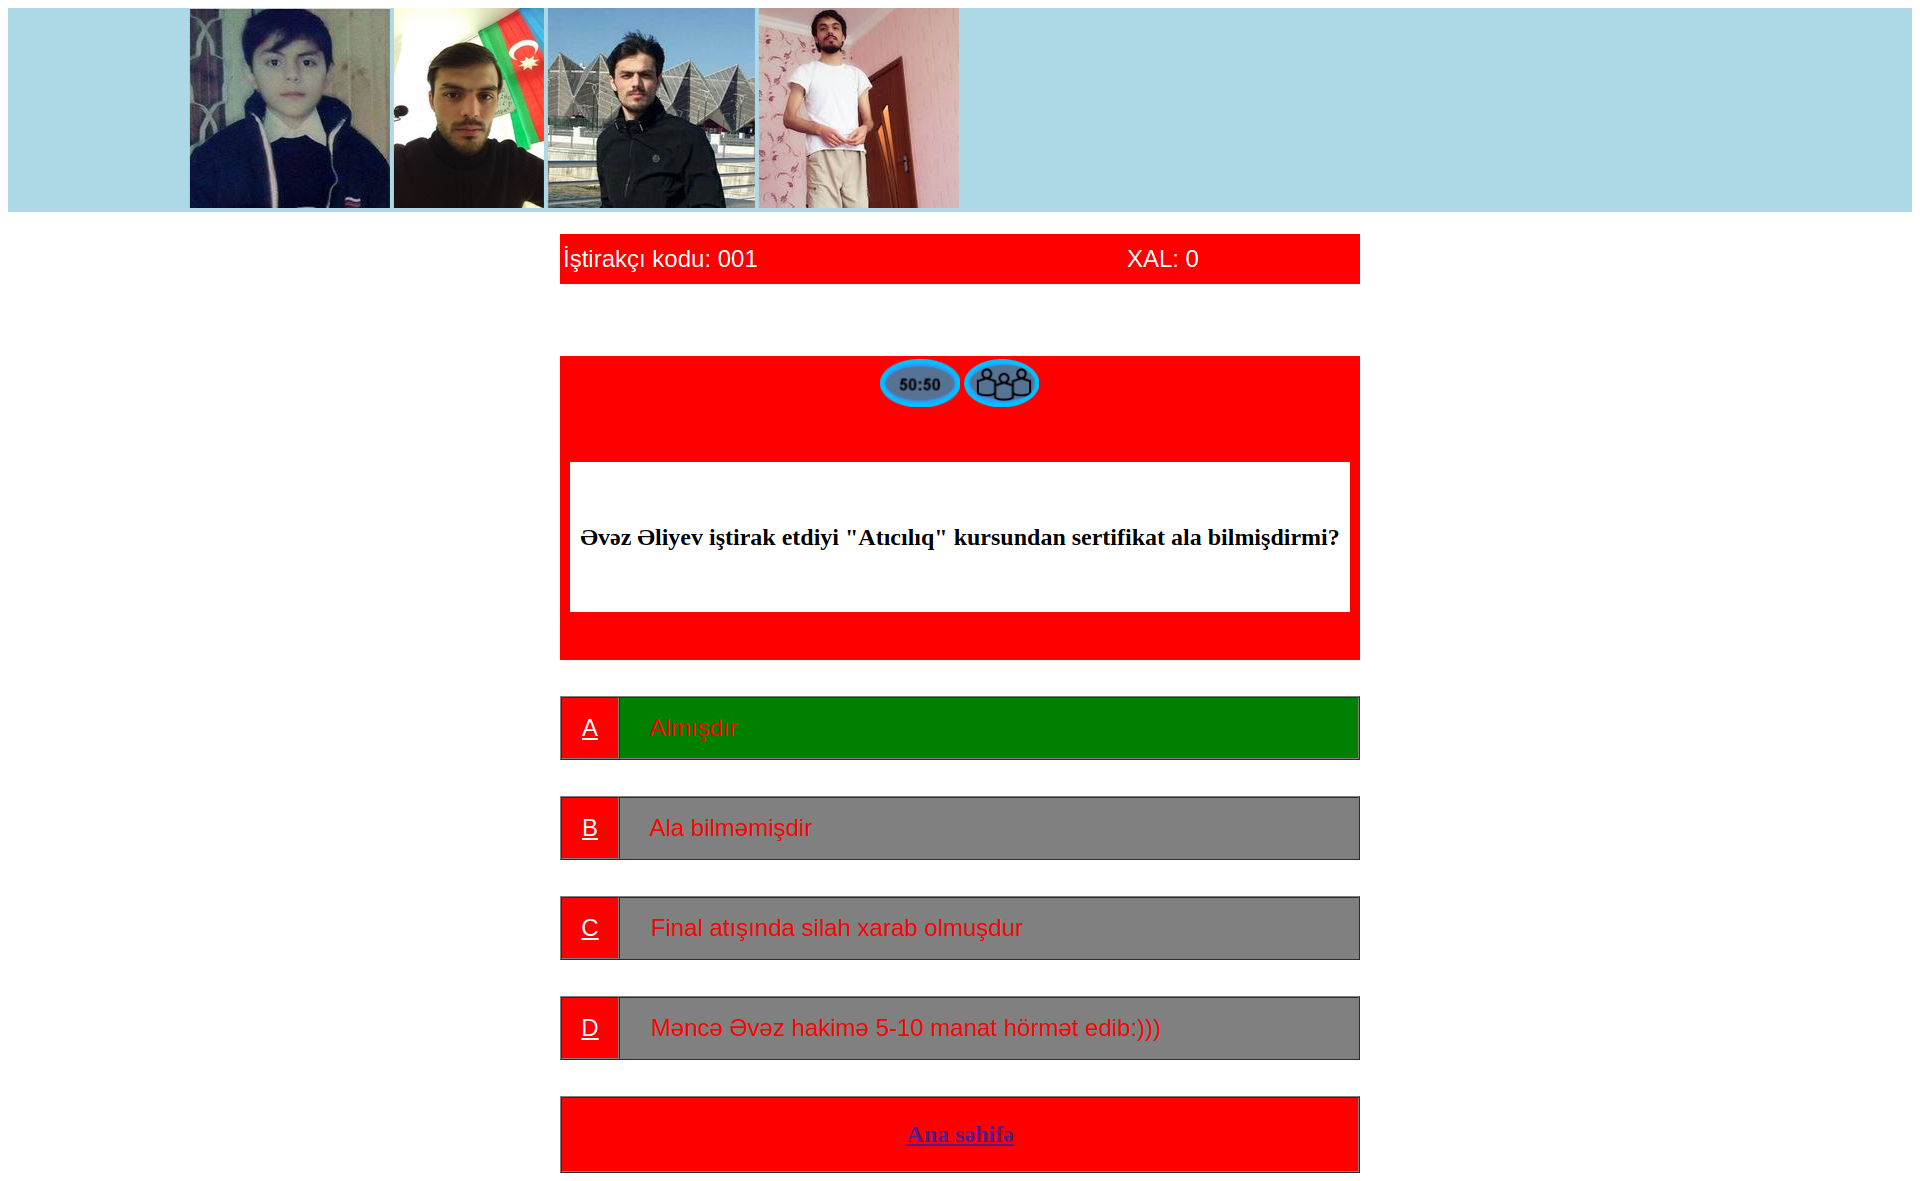 İştirakçı kodu: 001 XAL: 0
50:50
Əvəz Əliyev iştirak etdiyi "Atıcılıq" kursundan sertifikat ala bilmişdirmi?
A Almışdır
B Ala bilməmişdir
C Final atışında silah xarab olmuşdur
D Məncə Əvəz hakimə 5-10 manat hörmət edib:)))
Ana səhifə